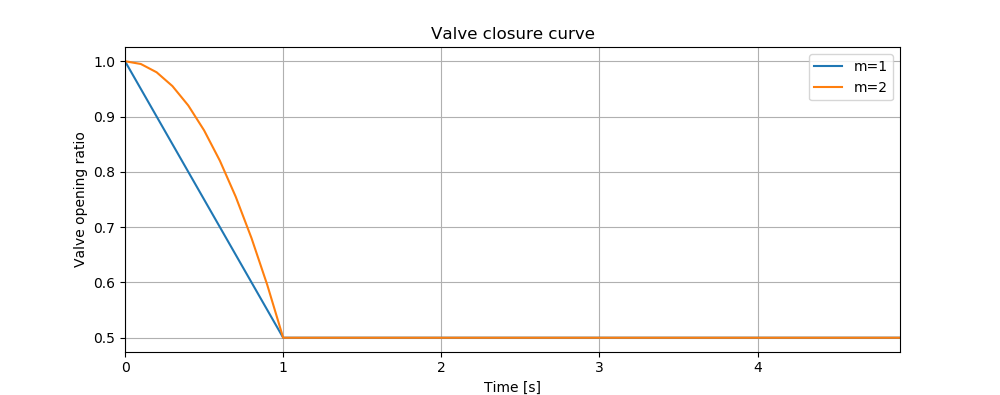 Valve closure curve
m=1
m=2
Valve opening ratio
1.0
0.9
0.8
0.7
0.6
0.5
0
1
2
3
4
Time [s]